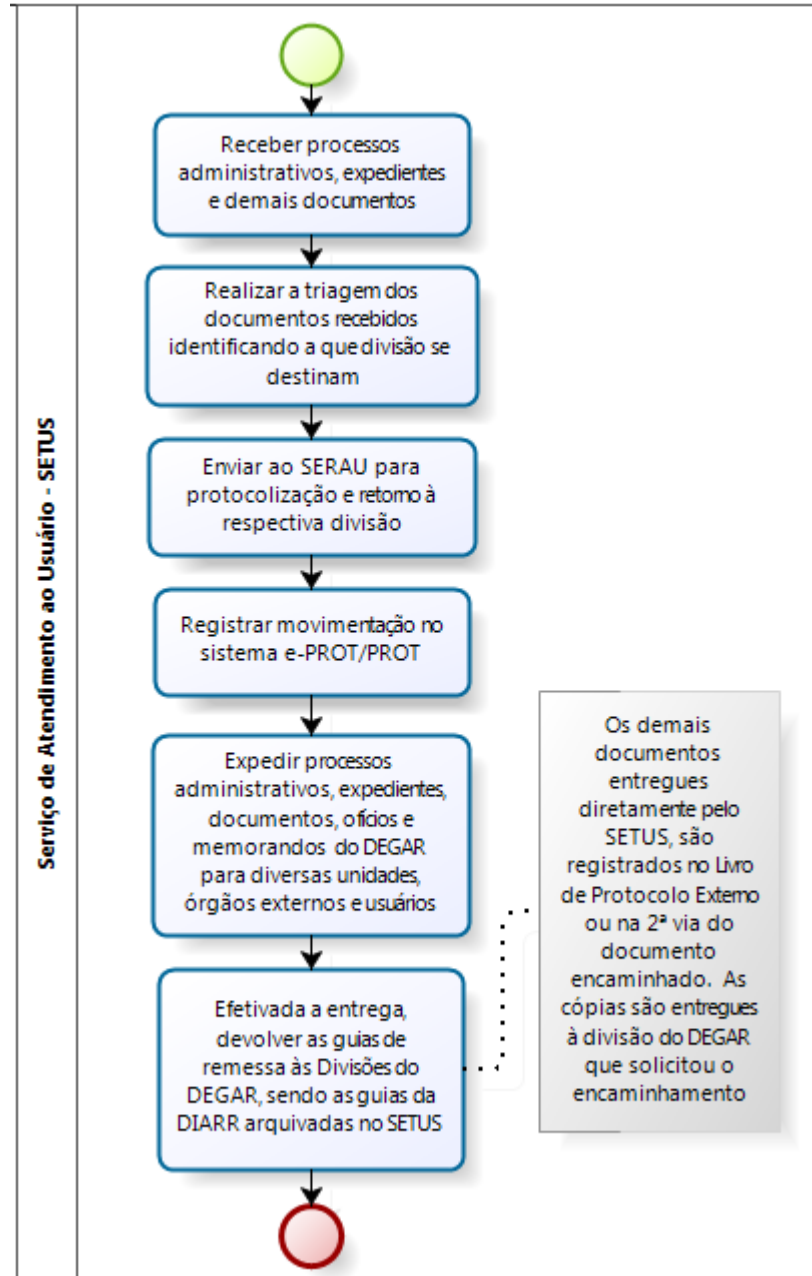 Serviço de Atendimento ao Usuário - SETUS
Receber processos
administrativos, expedientes
e demais documentos
Realizar a triagem dos
documentos recebidos
identificando a que divisão se
destinam
Enviar ao SERAU para
protocolização e retorno à
respectiva divisão
Registrar movimentação no
sistema e-PROT/PROT
Expedir processos
administrativos, expedientes,
documentos, ofícios e
memorandos do DEGAR
para diversas unidades,
órgãos externos e usuários
Efetivada a entrega,
devolver as guias de
remessa às Divisões do
DEGAR, sendo as guias da
DIARR arquivadas no SETUS
Os demais
documentos
entregues
diretamente pelo
SETUS, são
registrados no Livro
de Protocolo Externo
ou na 2ª via do
documento
encaminhado. As
cópias são entregues
à divisão do DEGAR
que solicitou o
encaminhamento